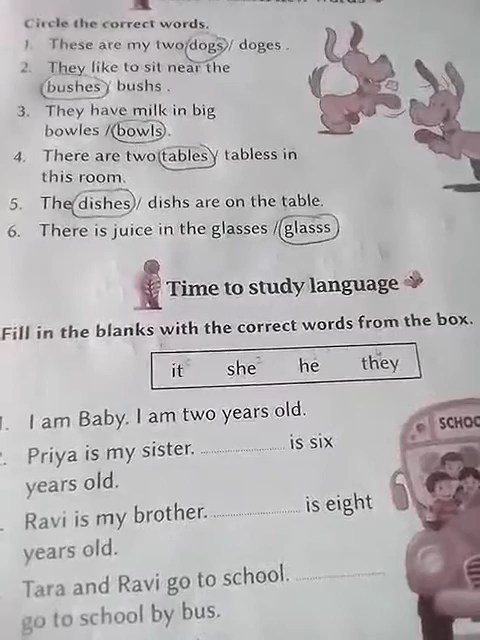 Circle the correct words.
1. These are my two dogs / doges .
2. They like to sit near the
bushes / bushs .
3. They have milk in big
bowles / bowls .
4. There are two tables / tabless in
this room.
5. The dishes / dishs are on the table.
6. There is juice in the glasses / glasss
Time to study language
Fill in the blanks with the correct words from the box.
it she he they
1. I am Baby. I am two years old.
Priya is my sister. .................... is six
years old.
SCHOO
Ravi is my brother. .................... is eight
years old.
Tara and Ravi go to school. ....................
go to school by bus.